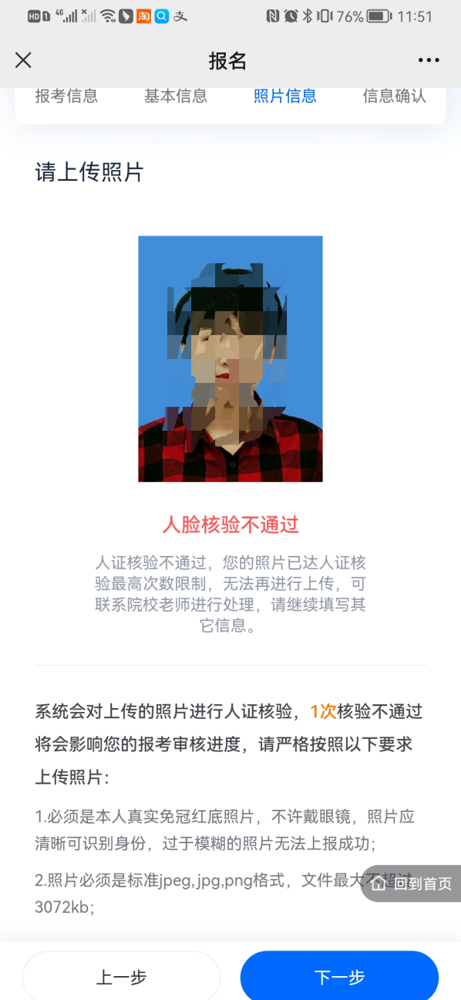 HD 1 4G 淘 支 76% 11:51
报名
报考信息 基本信息 照片信息 信息确认
请上传照片
人脸核验不通过
人证核验不通过，您的照片已达人证核
验最高次数限制，无法再进行上传，可
联系院校老师进行处理，请继续填写其
它信息。
系统会对上传的照片进行人证核验，1次核验不通过
将会影响您的报考审核进度，请严格按照以下要求
上传照片：
1.必须是本人真实免冠红底照片，不许戴眼镜，照片应
清晰可识别身份，过于模糊的照片无法上报成功；
2.照片必须是标准jpeg,jpg,png格式，文件最大不超过
3072kb；
回到首页
上一步 下一步